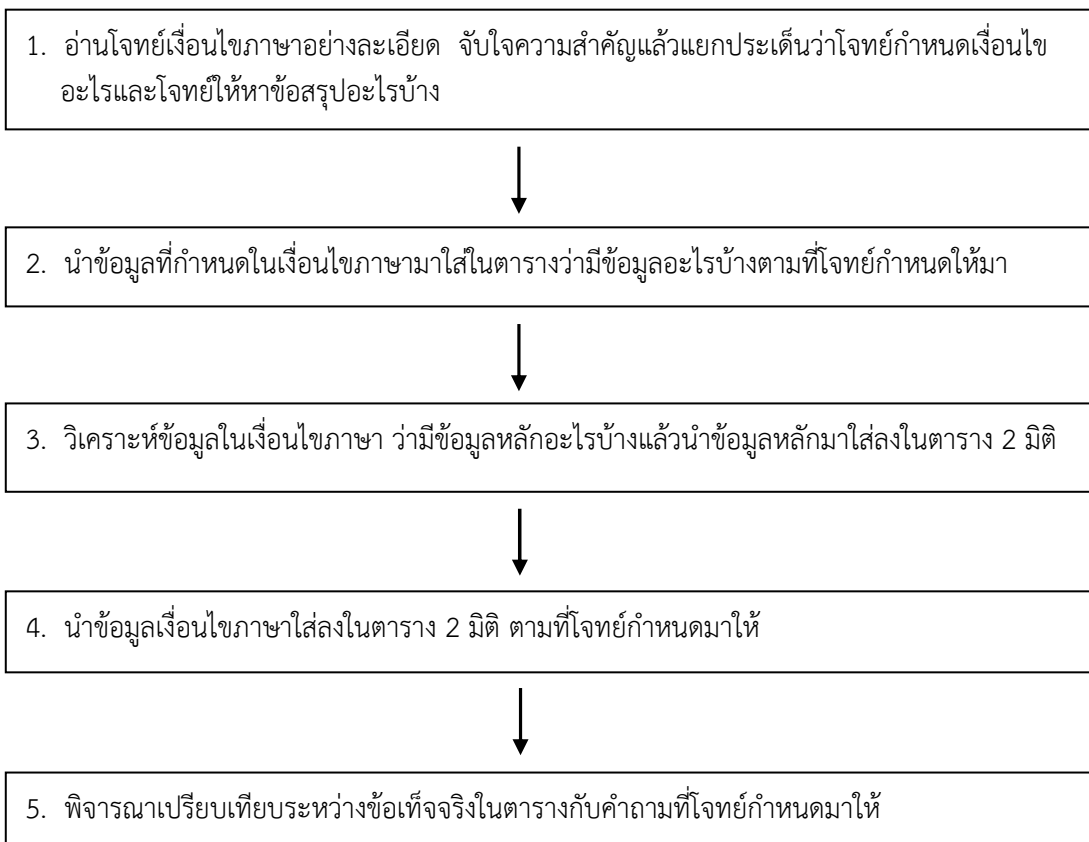 1. อ่านโจทย์เงื่อนไขภาษาอย่างละเอียด จับใจความสำคัญแล้วแยกประเด็นว่าโจทย์กำหนดเงื่อนไข
อะไรและโจทย์ให้หาข้อสรุปอะไรบ้าง
2. นำข้อมูลที่กำหนดในเงื่อนไขภาษามาใส่ในตารางว่ามีข้อมูลอะไรบ้างตามที่โจทย์กำหนดให้มา
3. วิเคราะห์ข้อมูลในเงื่อนไขภาษา ว่ามีข้อมูลหลักอะไรบ้างแล้วนำข้อมูลหลักมาใส่ลงในตาราง 2 มิติ
4. นำข้อมูลเงื่อนไขภาษาใส่ลงในตาราง 2 มิติ ตามที่โจทย์กำหนดมาให้
5. พิจารณาเปรียบเทียบระหว่างข้อเท็จจริงในตารางกับคำถามที่โจทย์กำหนดมาให้